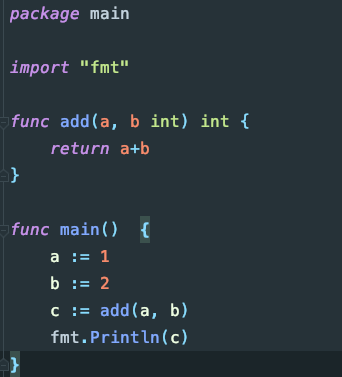 package main

import "fmt"

func add(a, b int) int {
    return a+b
}

func main()  {
    a := 1
    b := 2
    c := add(a, b)
    fmt.Println(c)
}